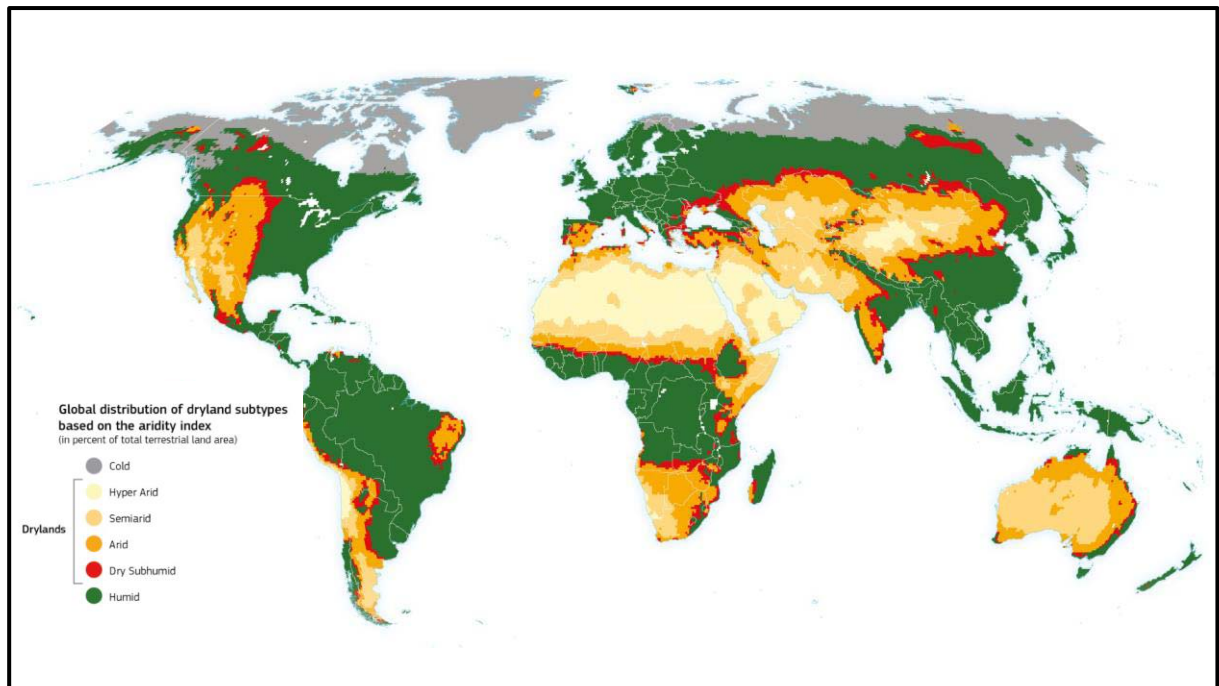 Global distribution of dryland subtypes
based on the aridity index
(in percent of total terrestrial land area)
Cold
Hyper Arid
Semiarid
Drylands
Arid
Dry Subhumid
Humid